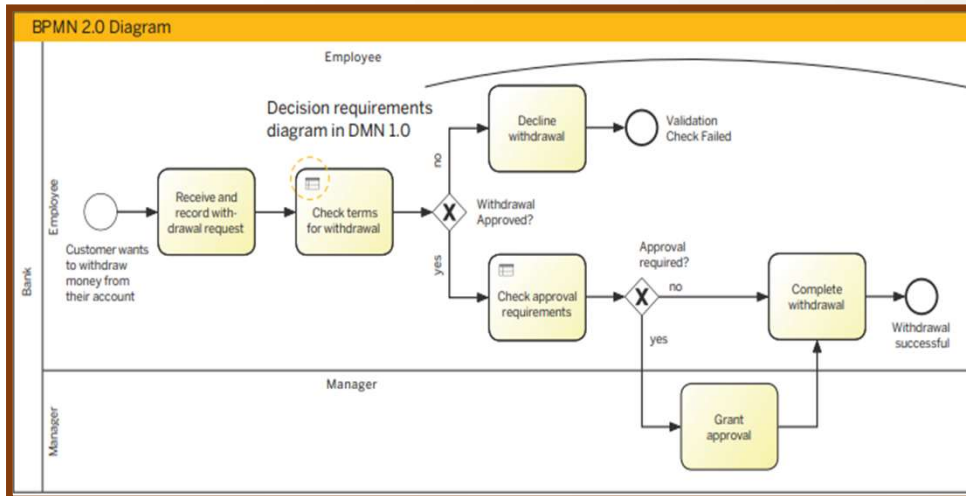 BPMN 2.0 Diagram
Employee
Decision requirements
diagram in DMN 1.0
Bank
Employee
Customer wants
to withdraw
money from
their account
Receive and
record with-
drawal request
Check terms
for withdrawal
no
Decline
withdrawal
Validation
Check Failed
X
Withdrawal
Approved?
yes
Check approval
requirements
Approval
required?
X
no
yes
Complete
withdrawal
Withdrawal
successful
Manager
Manager
Grant
approval